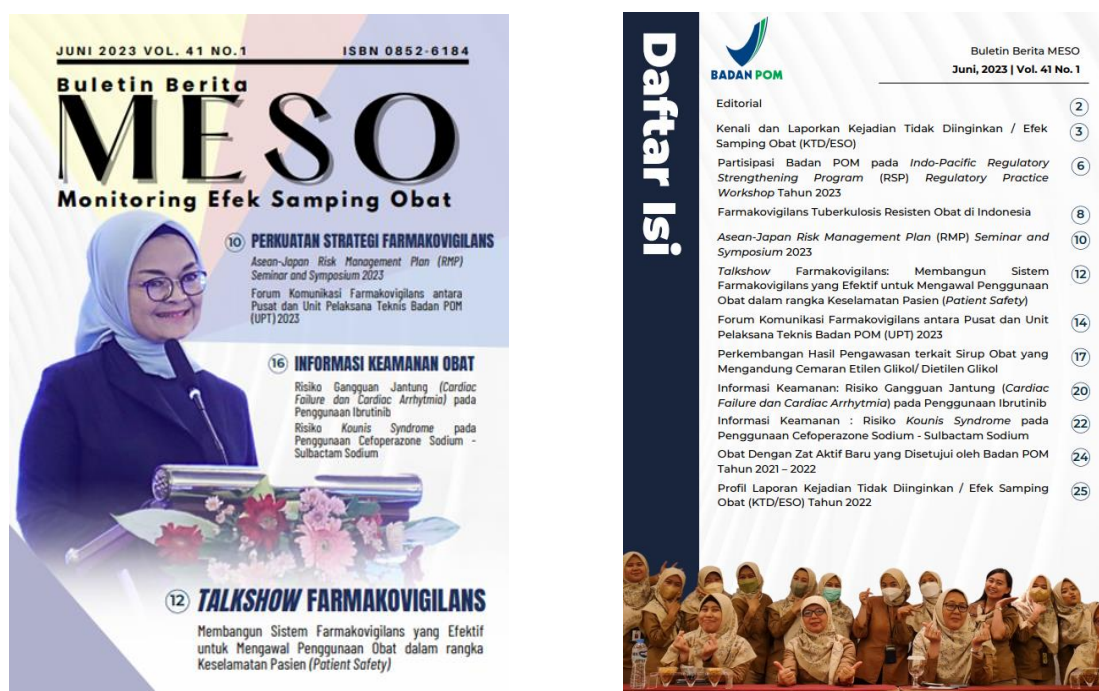 JUNI 2023 VOL. 41 NO.1
ISBN 0852-6184
Buletin Berita
MESO
Monitoring Efek Samping Obat
10 PERKUATAN STRATEGI FARMAKOVIGILANS
Asean-Japan Risk Management Plan (RMP)
Seminar and Symposium 2023
Forum Komunikasi Farmakovigilans antara
Pusat dan Unit Pelaksana Teknis Badan POM
(UPT) 2023
16 INFORMASI KEAMANAN OBAT
Risiko Gangguan Jantung (Cardiac
Failure dan Cardiac Arrhytmia) pada
Penggunaan Ibrutinib
Risiko Kounis Syndrome pada
Penggunaan Cefoperazone Sodium -
Sulbactam Sodium
12 TALKSHOW FARMAKOVIGILANS
Membangun Sistem Farmakovigilans yang Efektif
untuk Mengawal Penggunaan Obat dalam rangka
Keselamatan Pasien (Patient Safety)
Daftar Isi
BADAN POM
Buletin Berita MESO
Juni, 2023 | Vol. 41 No. 1
Editorial 2
Kenali dan Laporkan Kejadian Tidak Diinginkan / Efek 3
Samping Obat (KTD/ESO)
Partisipasi Badan POM pada Indo-Pacific Regulatory 6
Strengthening Program (RSP) Regulatory Practice
Workshop Tahun 2023
Farmakovigilans Tuberkulosis Resisten Obat di Indonesia 8
Asean-Japan Risk Management Plan (RMP) Seminar and 10
Symposium 2023
Talkshow Farmakovigilans: Membangun Sistem 12
Farmakovigilans yang Efektif untuk Mengawal Penggunaan
Obat dalam rangka Keselamatan Pasien (Patient Safety)
Forum Komunikasi Farmakovigilans antara Pusat dan Unit 14
Pelaksana Teknis Badan POM (UPT) 2023
Perkembangan Hasil Pengawasan terkait Sirup Obat yang 17
Mengandung Cemaran Etilen Glikol/ Dietilen Glikol
Informasi Keamanan: Risiko Gangguan Jantung (Cardiac 20
Failure dan Cardiac Arrhytmia) pada Penggunaan Ibrutinib
Informasi Keamanan : Risiko Kounis Syndrome pada 22
Penggunaan Cefoperazone Sodium - Sulbactam Sodium
Obat Dengan Zat Aktif Baru yang Disetujui oleh Badan POM 24
Tahun 2021 – 2022
Profil Laporan Kejadian Tidak Diinginkan / Efek Samping 25
Obat (KTD/ESO) Tahun 2022